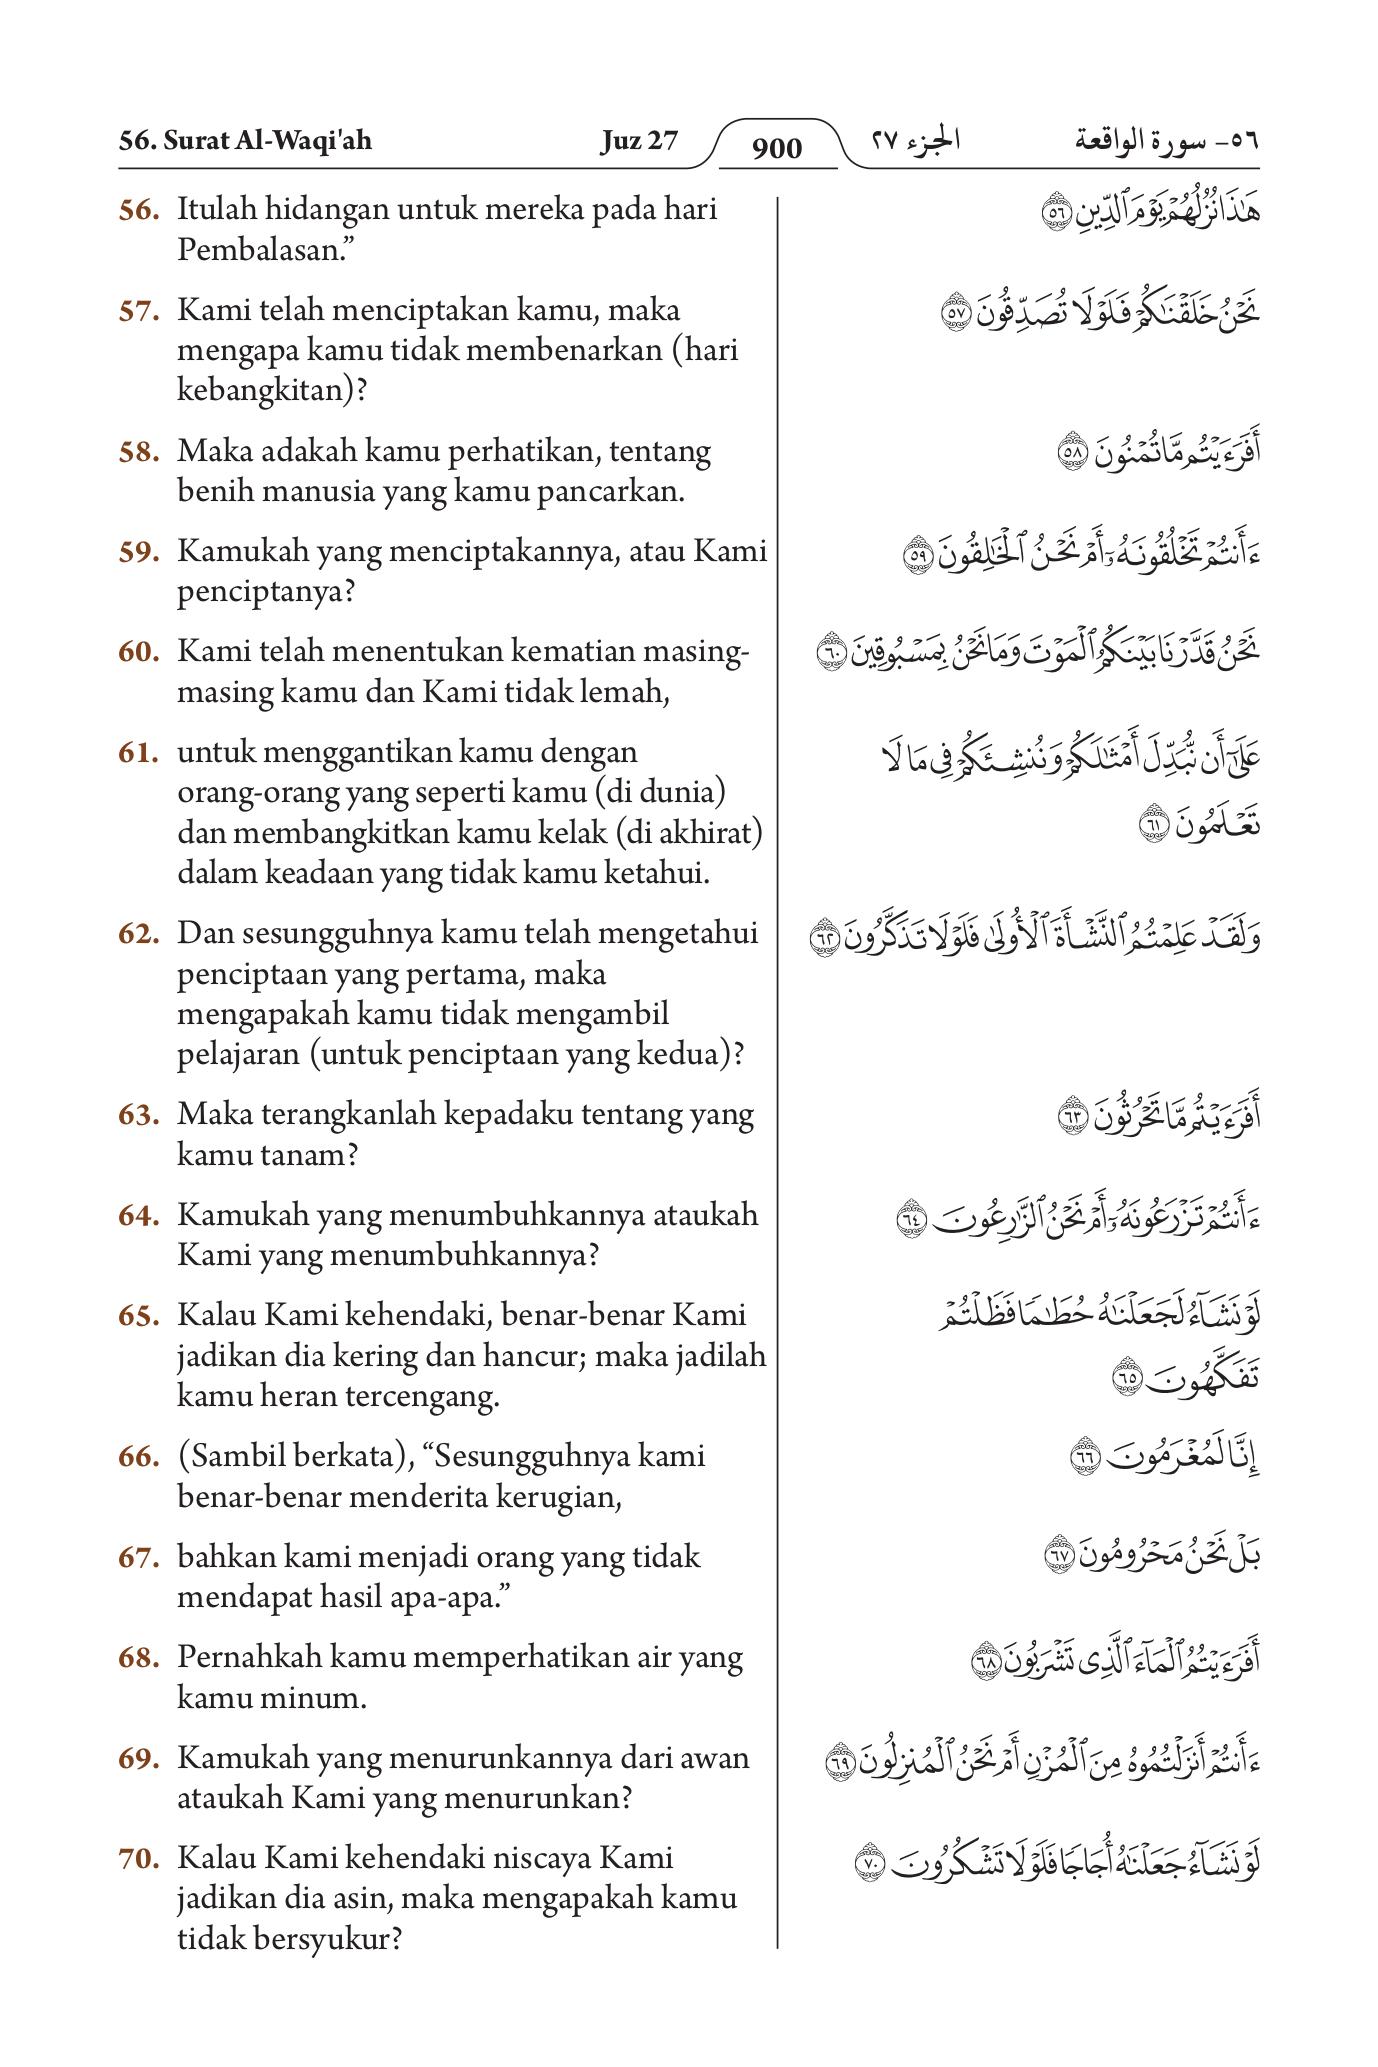 56. Surat Al-Waqi'ah
Juz 27
900
الجزء ٢٧
٥٦- سورة الواقعة
56. Itulah hidangan untuk mereka pada hari
Pembalasan.”
57. Kami telah menciptakan kamu, maka
mengapa kamu tidak membenarkan (hari
kebangkitan)?
58. Maka adakah kamu perhatikan, tentang
benih manusia yang kamu pancarkan.
59. Kamukah yang menciptakannya, atau Kami
penciptanya?
60. Kami telah menentukan kematian masing-
masing kamu dan Kami tidak lemah,
61. untuk menggantikan kamu dengan
orang-orang yang seperti kamu (di dunia)
dan membangkitkan kamu kelak (di akhirat)
dalam keadaan yang tidak kamu ketahui.
62. Dan sesungguhnya kamu telah mengetahui
penciptaan yang pertama, maka
mengapakah kamu tidak mengambil
pelajaran (untuk penciptaan yang kedua)?
63. Maka terangkanlah kepadaku tentang yang
kamu tanam?
64. Kamukah yang menumbuhkannya ataukah
Kami yang menumbuhkannya?
65. Kalau Kami kehendaki, benar-benar Kami
jadikan dia kering dan hancur; maka jadilah
kamu heran tercengang.
66. (Sambil berkata), “Sesungguhnya kami
benar-benar menderita kerugian,
67. bahkan kami menjadi orang yang tidak
mendapat hasil apa-apa.”
68. Pernahkah kamu memperhatikan air yang
kamu minum.
69. Kamukah yang menurunkannya dari awan
ataukah Kami yang menurunkan?
70. Kalau Kami kehendaki niscaya Kami
jadikan dia asin, maka mengapakah kamu
tidak bersyukur?
هَٰذَا نُزُلُهُمۡ يَوۡمَ ٱلدِّينِ ٥٦
نَحۡنُ خَلَقۡنَٰكُمۡ فَلَوۡلَا تُصَدِّقُونَ ٥٧
أَفَرَءَيۡتُم مَّا تُمۡنُونَ ٥٨
ءَأَنتُمۡ تَخۡلُقُونَهُۥٓ أَمۡ نَحۡنُ ٱلۡخَٰلِقُونَ ٥٩
نَحۡنُ قَدَّرۡنَا بَيۡنَكُمُ ٱلۡمَوۡتَ وَمَا نَحۡنُ بِمَسۡبُوقِينَ ٦٠
عَلَىٰٓ أَن نُّبَدِّلَ أَمۡثَٰلَكُمۡ وَنُنشِئَكُمۡ فِي مَا لَا
تَعۡلَمُونَ ٦١
وَلَقَدۡ عَلِمۡتُمُ ٱلنَّشۡأَةَ ٱلۡأُولَىٰ فَلَوۡلَا تَذَكَّرُونَ ٦٢
أَفَرَءَيۡتُم مَّا تَحۡرُثُونَ ٦٣
ءَأَنتُمۡ تَزۡرَعُونَهُۥٓ أَمۡ نَحۡنُ ٱلزَّٰرِعُونَ ٦٤
لَوۡ نَشَآءُ لَجَعَلۡنَٰهُ حُطَٰمٗا فَظَلۡتُمۡ
تَفَكَّهُونَ ٦٥
إِنَّا لَمُغۡرَمُونَ ٦٦
بَلۡ نَحۡنُ مَحۡرُومُونَ ٦٧
أَفَرَءَيۡتُمُ ٱلۡمَآءَ ٱلَّذِي تَشۡرَبُونَ ٦٨
ءَأَنتُمۡ أَنزَلۡتُمُوهُ مِنَ ٱلۡمُزۡنِ أَمۡ نَحۡنُ ٱلۡمُنزِلُونَ ٦٩
لَوۡ نَشَآءُ جَعَلۡنَٰهُ أُجَاجٗا فَلَوۡلَا تَشۡكُرُونَ ٧٠